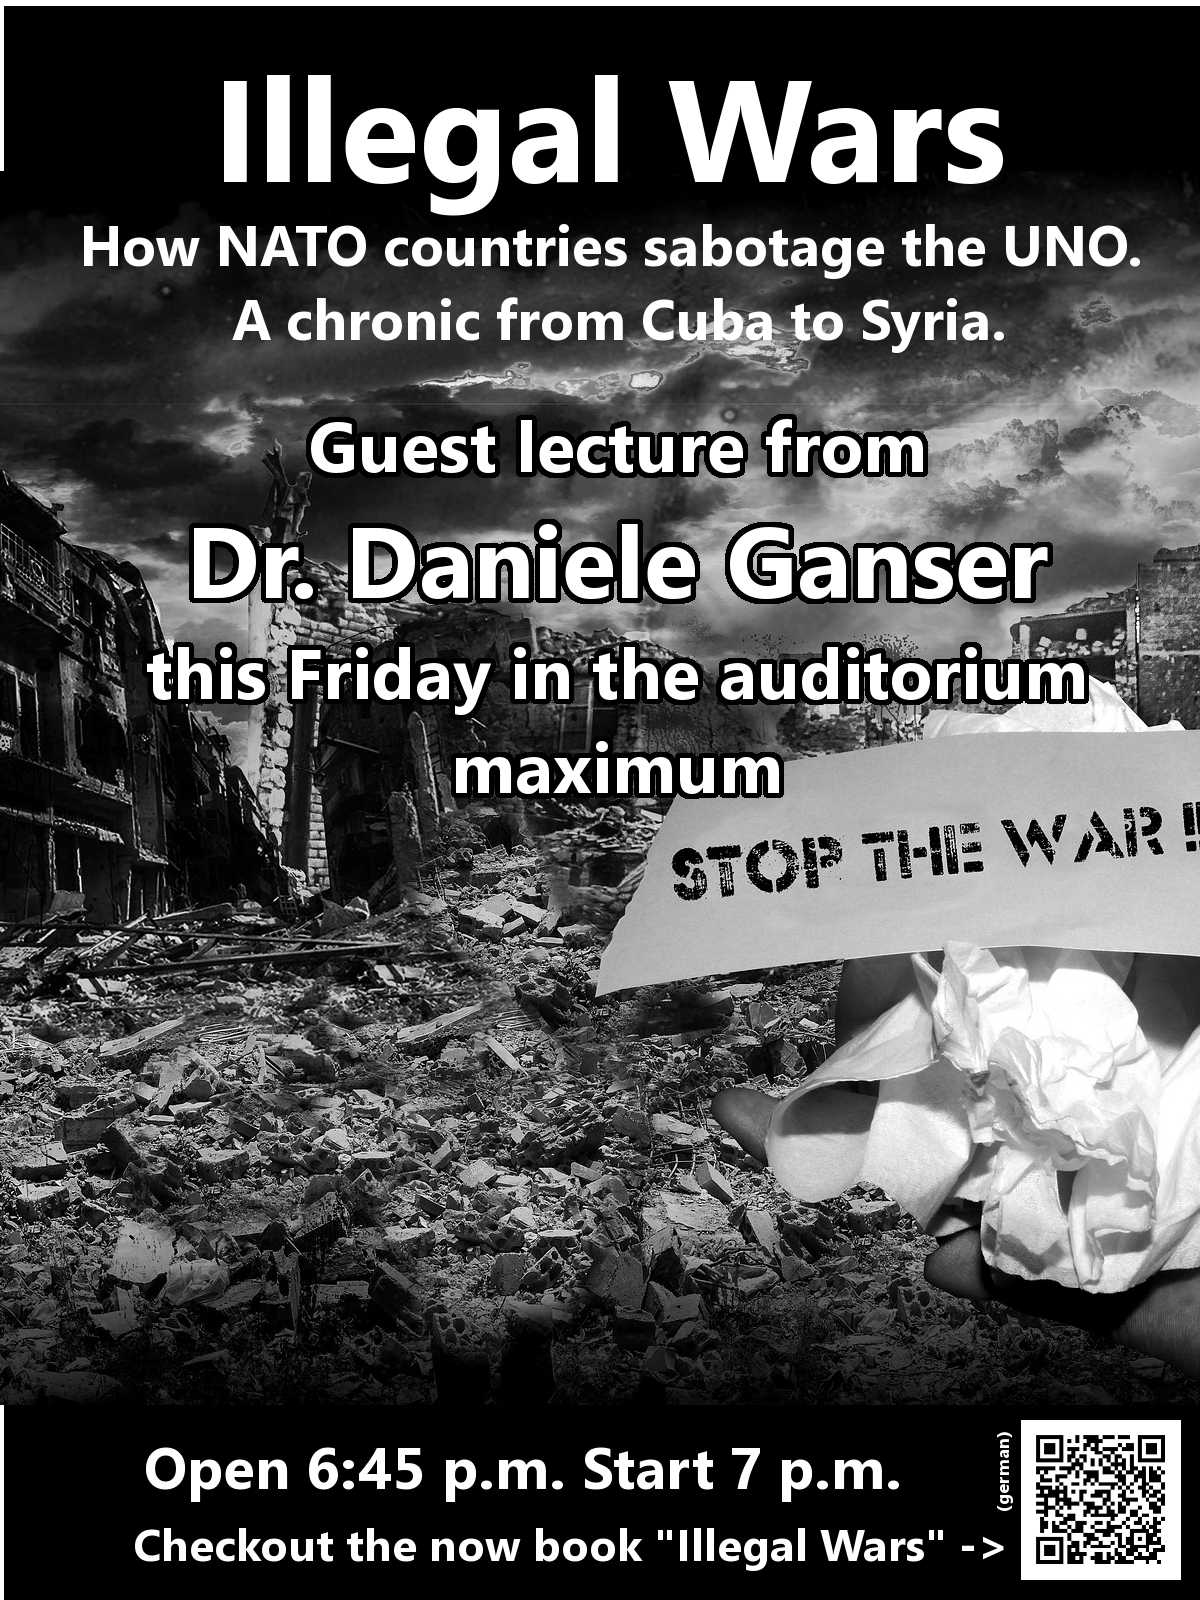 Illegal Wars
How NATO countries sabotage the UNO.
A chronic from Cuba to Syria.
Guest lecture from
Dr. Daniele Ganser
this Friday in the auditorium
maximum
STOP THE WAR !!
Open 6:45 p.m. Start 7 p.m.
(german)
Checkout the now book "Illegal Wars" ->